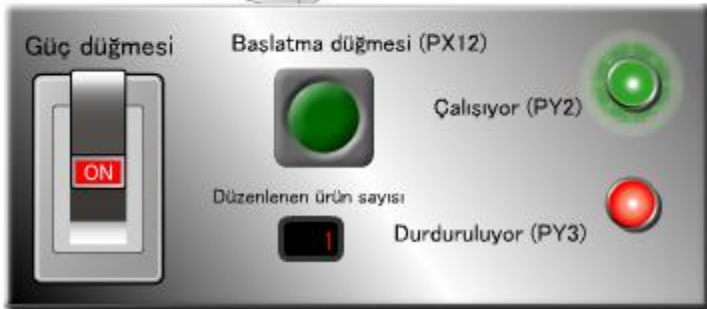 Güç düğmesi
Başlatma düğmesi (PX12)
Çalışıyor (PY2)
ON
Düzenlenen ürün sayısı
1
Durduruluyor (PY3)